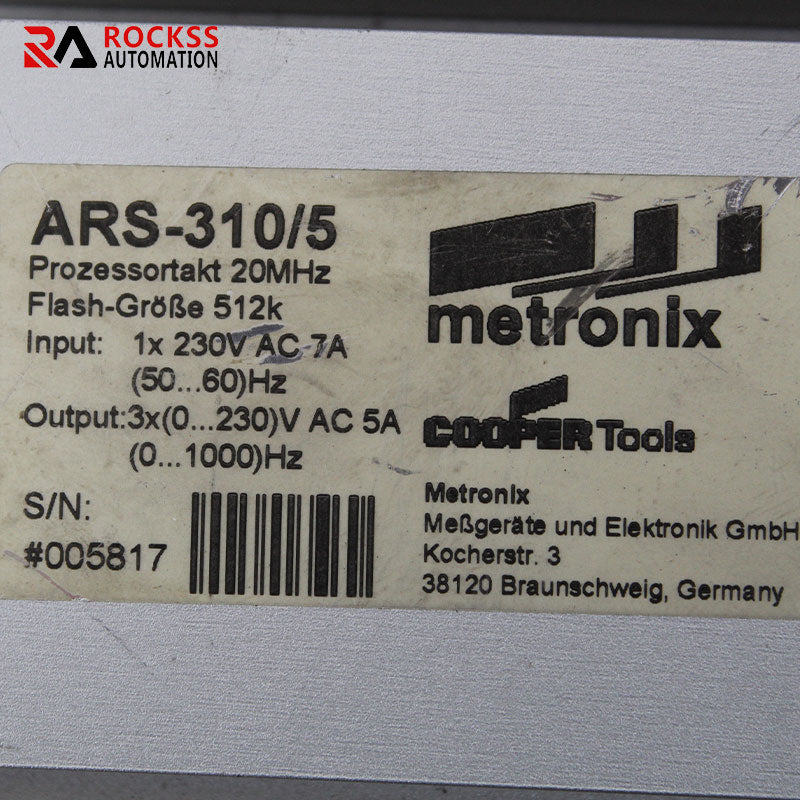 RA ROCKSS
AUTOMATION
ARS-310/5
Prozessortakt 20MHz
Flash-Größe 512k
Input: 1x 230V AC 7A
(50...60)Hz
Output:3x(0...230)V AC 5A
(0...1000)Hz
S/N:
#005817
metronix
COOPER Tools
Metronix
Meßgeräte und Elektronik GmbH
Kocherstr. 3
38120 Braunschweig, Germany